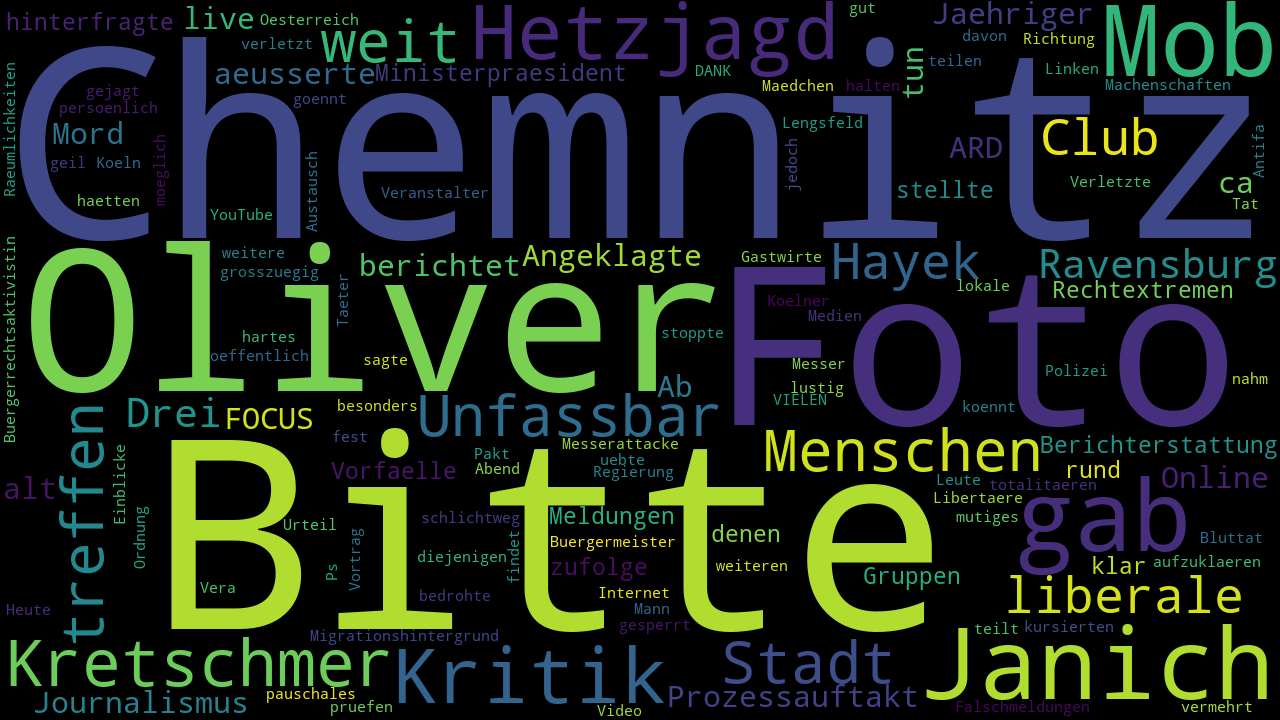 hinterfragte
live
Oesterreich
weit
Hetzjagd
gut
Jaehriger
Mob
verletzt
davon
Richtung
tun
aeusserte
Ministerpraesident
DANK
teilen
Linken
Raeumlichkeiten
gejagt
goennt
Maedchen
halten
Machenschaften
persoenlich
Chemnitz
Mord
Lengsfeld
ARD
Club
Antifa
geil
Koeln
moeglich
Austausch
jedoch
haetten
Veranstalter
stellte
Verletzte
ca
Tat
YouTube
Buergerrechtsaktivistin
Oliver
weitere
grosszuegig
berichtet
Angeklagte
Gastwirte
Hayek
Ravensburg
Taeter
Foto
lokale
Rechtextremen
Koelner
Medien
hartes
oeffentlich
stoppte
sagte
Messer
Polizei
lustig
nahm
Ab
VIELEN
koennt
Drei
FOCUS
besonders
Unfassbar
treffen
fest
Messerattacke
Menschen
Berichterstattung
Einblicke
Bitte
Pakt
uebte
Abend
Regierung
Vorfaelle
rund
Online
alt
Leute
totalitaeren
Libertaere
gab
Ordnung
Urteil
schlichtweg
Meldungen
mutiges
denen
Buergermeister
Bluttat
Vortrag
diejenigen
findet
Ps
zufolge
weiteren
klar
aufzuklaeren
Gruppen
Vera
bedrohte
Internet
Heute
Mann
liberale
gesperrt
teilt
kursierten
Migrationshintergrund
Kretschmer
Kritik
Stadt
Janich
Journalismus
pauschales
pruefen
Prozessauftakt
Video
Falschmeldungen
vermehrt